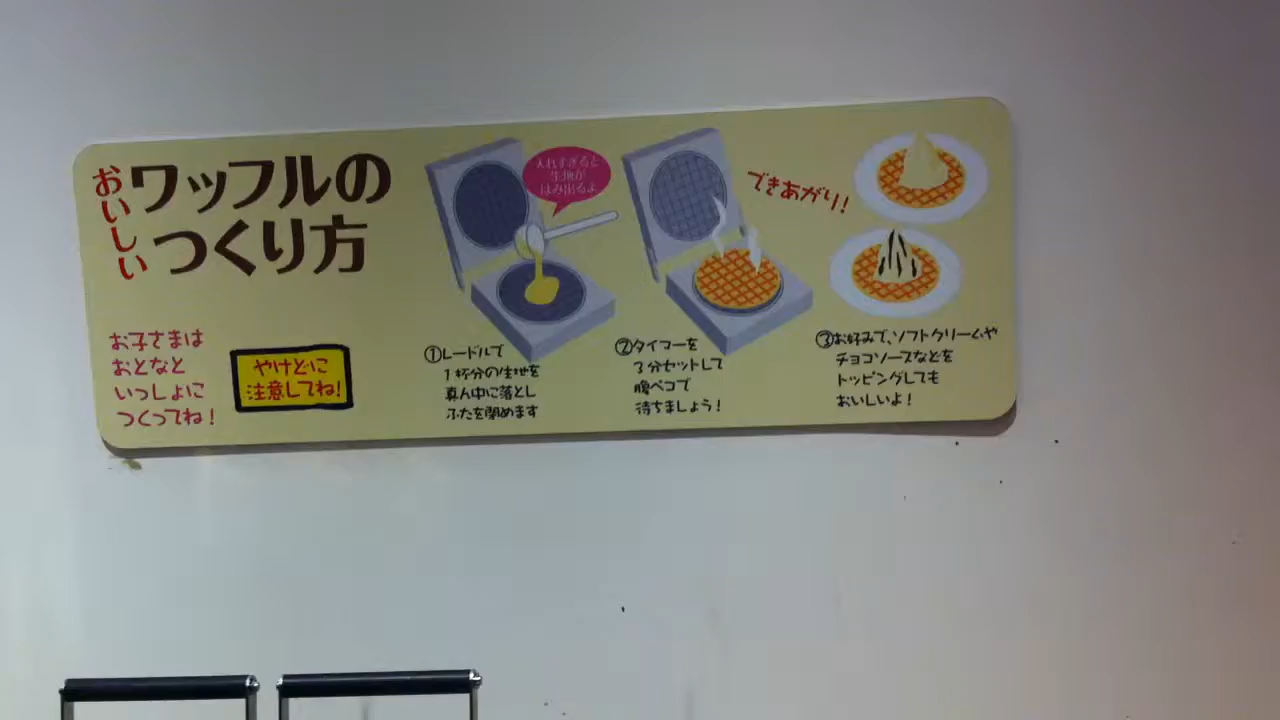 おいしい
ワッフルの
つくり方
お子さまは
おとなと
いっしょに
つくってね!
やけどに
注意してね!
入れすぎると
生地が
はみ出るよ
①レードルで
1杯分の生地を
真ん中に落とし
ふたを閉めます
②タイマーを
3分セットして
腹ペコで
待ちましょう!
できあがり!
③お好みで、ソフトクリームや
チョコソースなどを
トッピングしても
おいしいよ!